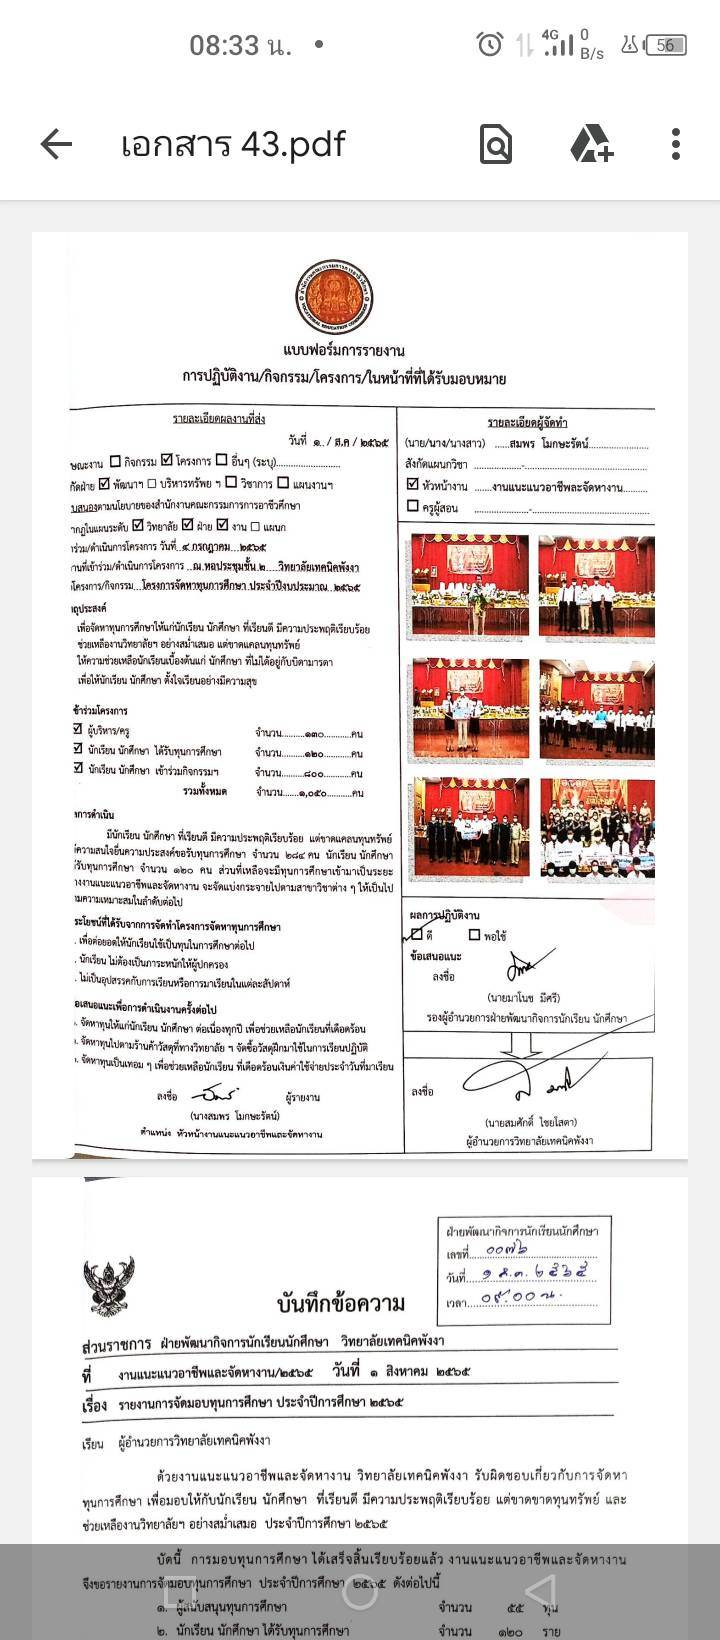 08:33 น.
4G
0 B/s
56
เอกสาร 43.pdf
แบบฟอร์มการรายงาน
การปฏิบัติงาน/กิจกรรม/โครงการ/ในหน้าที่ที่ได้รับมอบหมาย
รายละเอียดผลงานที่ส่ง
วันที่ ๑ / ส.ค / ๒๕๖๕
ษณะงาน ☐ กิจกรรม ☑ โครงการ ☐ อื่นๆ (ระบุ)..........................
กัดฝ่าย ☑ พัฒนาฯ ☐ บริหารทรัพย ฯ ☐ วิชาการ ☐ แผนงานฯ
บสนองตามนโยบายของสำนักงานคณะกรรมการการอาชีวศึกษา
ากฏในแผนระดับ ☑ วิทยาลัย ☑ ฝ่าย ☑ งาน ☐ แผนก
าร่วม/ดำเนินการโครงการ วันที่..๔ กรกฎาคม...๒๕๖๕
านที่เข้าร่วม/ดำเนินการโครงการ ..ณ หอประชุมชั้น ๒.....วิทยาลัยเทคนิคพังงา
โครงการ/กิจกรรม...โครงการจัดหาทุนการศึกษา ประจำปีงบประมาณ...๒๕๖๕
ถุประสงค์
เพื่อจัดหาทุนการศึกษาให้แก่นักเรียน นักศึกษา ที่เรียนดี มีความประพฤติเรียบร้อย
ช่วยเหลืองานวิทยาลัยฯ อย่างสม่ำเสมอ แต่ขาดแคลนทุนทรัพย์
ให้ความช่วยเหลือนักเรียนเบื้องต้นแก่ นักศึกษา ที่ไม่ได้อยู่กับบิดามารดา
เพื่อให้นักเรียน นักศึกษา ตั้งใจเรียนอย่างมีความสุข
ข้าร่วมโครงการ
☑ ผู้บริหาร/ครู จำนวน.........๑๓๐...........คน
☑ นักเรียน นักศึกษา ได้รับทุนการศึกษา จำนวน.........๑๒๐...........คน
☑ นักเรียน นักศึกษา เข้าร่วมกิจกรรมฯ จำนวน.........๘๐๐...........คน
รวมทั้งหมด จำนวน.......๑,๐๕๐..........คน
การดำเนิน
มีนักเรียน นักศึกษา ที่เรียนดี มีความประพฤติเรียบร้อย แต่ขาดแคลนทุนทรัพย์
ีความสนใจยื่นความประสงค์ขอรับทุนการศึกษา จำนวน ๒๘๔ คน นักเรียน นักศึกษา
้รับทุนการศึกษา จำนวน ๑๒๐ คน ส่วนที่เหลือจะมีทุนการศึกษาเข้ามาเป็นระยะ
างงานแนะแนวอาชีพและจัดหางาน จะจัดแบ่งกระจายไปตามสาขาวิชาต่าง ๆ ให้เป็นไป
ามความเหมาะสมในลำดับต่อไป
ระโยชน์ที่ได้รับจากการจัดทำโครงการจัดหาทุนการศึกษา
. เพื่อต่อยอดให้นักเรียนใช้เป็นทุนในการศึกษาต่อไป
. นักเรียน ไม่ต้องเป็นภาระหนักให้ผู้ปกครอง
. ไม่เป็นอุปสรรคกับการเรียนหรือการมาเรียนในแต่ละสัปดาห์
อเสนอแนะเพื่อการดำเนินงานครั้งต่อไป
. จัดหาทุนให้แก่นักเรียน นักศึกษา ต่อเนื่องทุกปี เพื่อช่วยเหลือนักเรียนที่เดือดร้อน
. จัดหาทุนไปตามร้านค้าวัสดุที่ทางวิทยาลัย ฯ จัดซื้อวัสดุฝึกมาใช้ในการเรียนปฏิบัติ
. จัดหาทุนเป็นเทอม ๆ เพื่อช่วยเหลือนักเรียน ที่เดือดร้อนเงินค่าใช้จ่ายประจำวันที่มาเรียน
ลงชื่อ ผู้รายงาน
(นางสมพร โมกษะรัตน์)
ตำแหน่ง หัวหน้างานแนะแนวอาชีพและจัดหางาน
รายละเอียดผู้จัดทำ
(นาย/นาง/นางสาว) ......สมพร โมกษะรัตน์........................
สังกัดแผนกวิชา ...................-...........................
☑ หัวหน้างาน .......งานแนะแนวอาชีพละจัดหางาน..........
☐ ครูผู้สอน ......................-..............................
ผลการปฏิบัติงาน
☐ ดี ☐ พอใช้
ข้อเสนอแนะ
ลงชื่อ
(นายมาโนช มีศรี)
รองผู้อำนวยการฝ่ายพัฒนากิจการนักเรียน นักศึกษา
ลงชื่อ
(นายสมศักดิ์ ไชยโสดา)
ผู้อำนวยการวิทยาลัยเทคนิคพังงา
ฝ่ายพัฒนากิจการนักเรียนนักศึกษา
เลขที่....๐๐๗๖
วันที่...๑ ส.ค. ๒๕๖๕
เวลา...๐๙.๐๐ น.
บันทึกข้อความ
ส่วนราชการ ฝ่ายพัฒนากิจการนักเรียนนักศึกษา วิทยาลัยเทคนิคพังงา
ที่ งานแนะแนวอาชีพและจัดหางาน/๒๕๖๕ วันที่ ๑ สิงหาคม ๒๕๖๕
เรื่อง รายงานการจัดมอบทุนการศึกษา ประจำปีการศึกษา ๒๕๖๕
เรียน ผู้อำนวยการวิทยาลัยเทคนิคพังงา
ด้วยงานแนะแนวอาชีพและจัดหางาน วิทยาลัยเทคนิคพังงา รับผิดชอบเกี่ยวกับการจัดหา
ทุนการศึกษา เพื่อมอบให้กับนักเรียน นักศึกษา ที่เรียนดี มีความประพฤติเรียบร้อย แต่ขาดขาดทุนทรัพย์ และ
ช่วยเหลืองานวิทยาลัยฯ อย่างสม่ำเสมอ ประจำปีการศึกษา ๒๕๖๕
บัดนี้ การมอบทุนการศึกษา ได้เสร็จสิ้นเรียบร้อยแล้ว งานแนะแนวอาชีพและจัดหางาน
จึงขอรายงานการจัดมอบทุนการศึกษา ประจำปีการศึกษา ๒๕๖๕ ดังต่อไปนี้
๑. ผู้สนับสนุนทุนการศึกษา จำนวน ๕๕ ทุน
๒. นักเรียน นักศึกษา ได้รับทุนการศึกษา จำนวน ๑๒๐ ราย